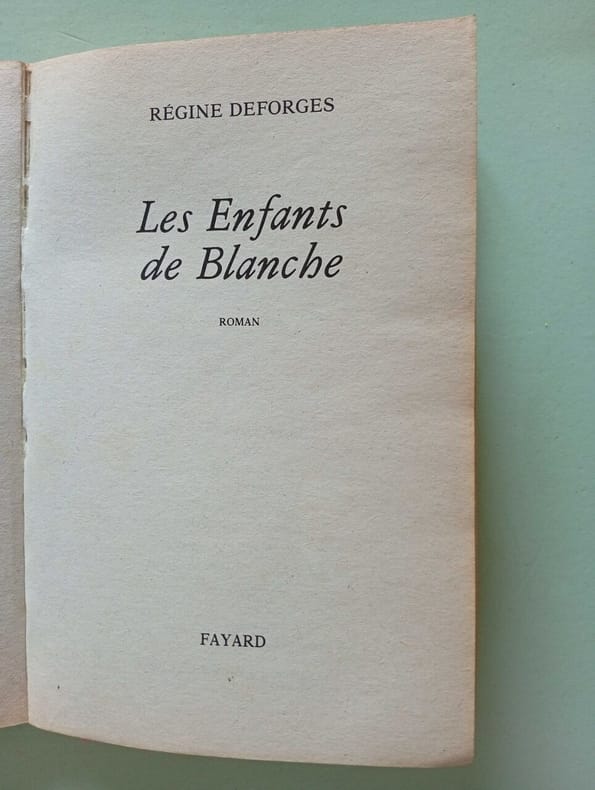 RÉGINE DEFORGES
Les Enfants
de Blanche
ROMAN
FAYARD